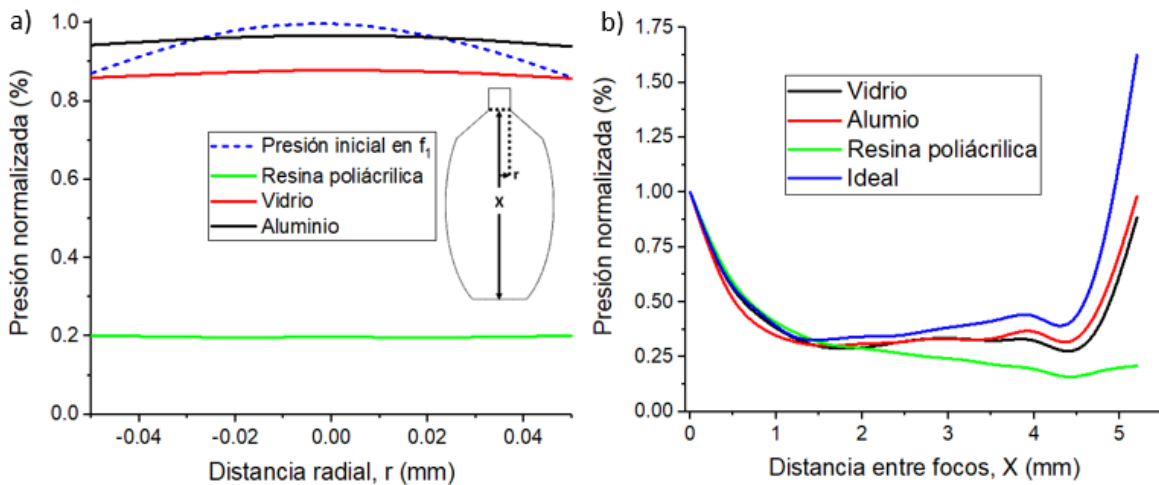 a)
Presión normalizada (%)
1.0
0.8
0.6
0.4
0.2
0.0
Presión inicial en f₁
Resina poliácrilica
Vidrio
Aluminio
r
x
-0.04
-0.02
0.00
0.02
0.04
Distancia radial, r (mm)
b)
Presión normalizada (%)
1.75
1.50
1.25
1.00
0.75
0.50
0.25
0.00
Vidrio
Alumio
Resina poliácrilica
Ideal
0
1
2
3
4
5
Distancia entre focos, X (mm)